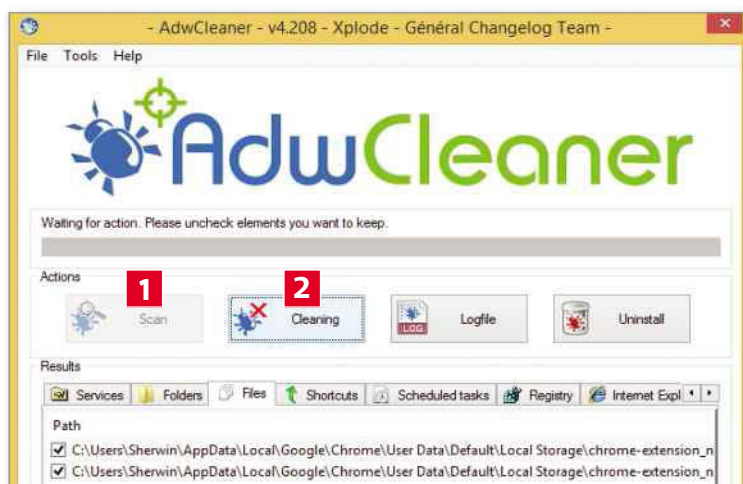 - AdwCleaner - v4.208 - Xplode - Général Changelog Team -
File Tools Help
AdwCleaner
Waiting for action. Please uncheck elements you want to keep.
Actions
1 2
Scan Cleaning LOG Logfile Uninstall
Results
Services Folders Files Shortcuts Scheduled tasks Registry Internet Expl
Path
C:\Users\Sherwin\AppData\Local\Google\Chrome\User Data\Default\Local Storage\chrome-extension_n
C:\Users\Sherwin\AppData\Local\Google\Chrome\User Data\Default\Local Storage\chrome-extension_n